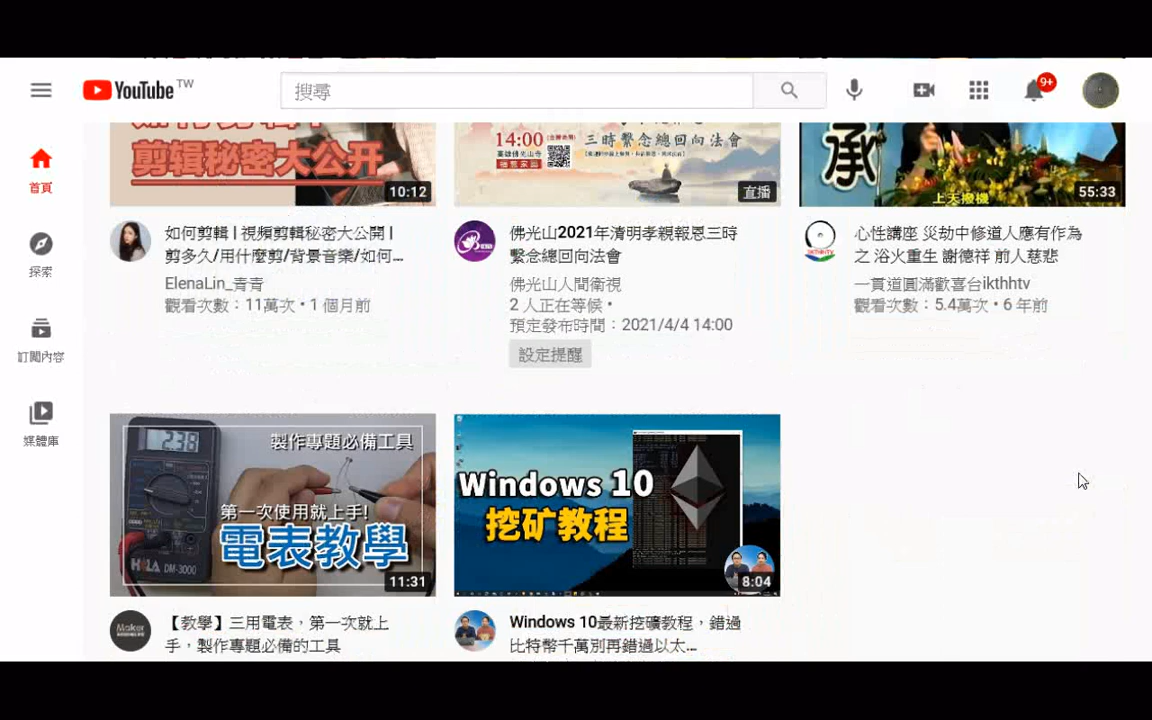 YouTube TW
搜尋
9+
首頁
探索
訂閱內容
媒體庫
剪辑秘密大公开
10:12
14:00
三時繫念總回向法會
直播
承
上天撥機
55:33
如何剪輯 | 視頻剪輯秘密大公開 |
剪多久/用什麼剪/背景音樂/如何...
ElenaLin_青青
觀看次數：11萬次 • 1 個月前
佛光山2021年清明孝親報恩三時
繫念總回向法會
佛光山人間衛視
2 人正在等候 •
預定發布時間：2021/4/4 14:00
設定提醒
心性講座 災劫中修道人應有作為
之 浴火重生 謝德祥 前人慈悲
一貫道圓滿歡喜台ikthhtv
觀看次數：5.4萬次 • 6 年前
2.38
製作專題必備工具
第一次使用就上手!
電表教學
HILA DM-3000
11:31
Windows 10
挖矿教程
8:04
Maker
【教學】三用電表，第一次就上
手，製作專題必備的工具
Windows 10最新挖礦教程，錯過
比特幣千萬別再錯過以太...